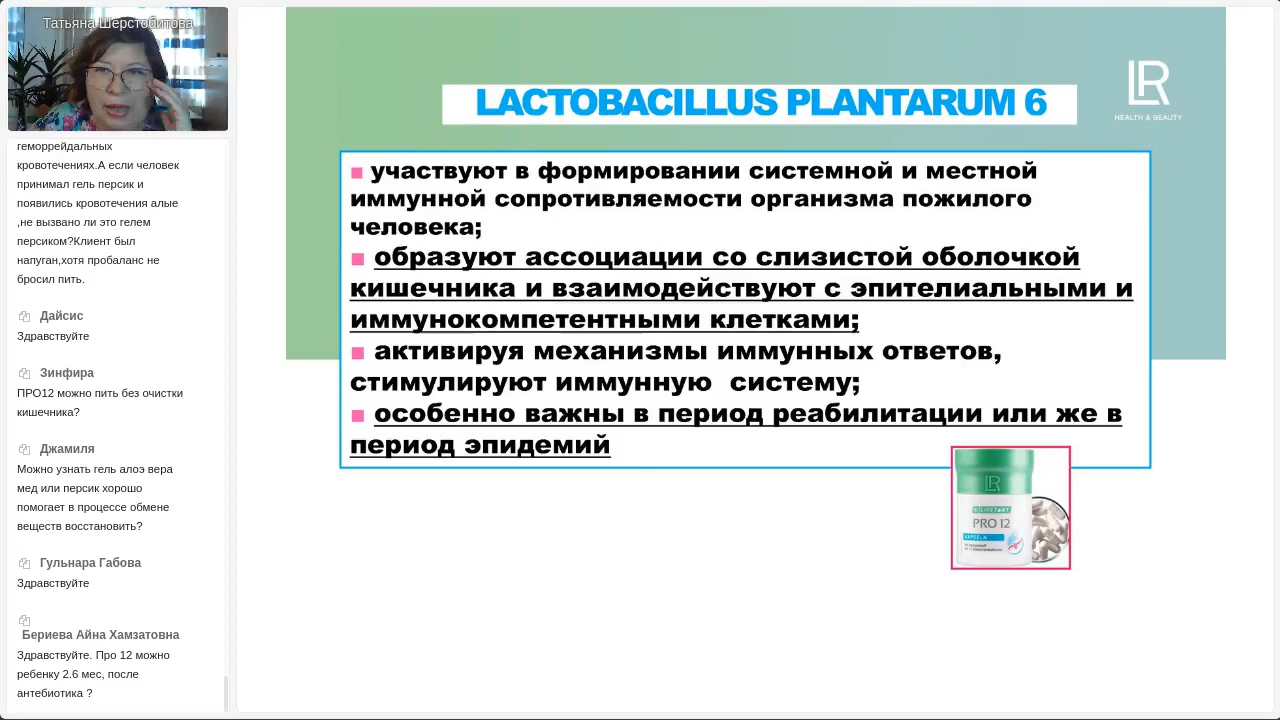 Татьяна Шерстобитова
геморрейдальных
кровотечениях.А если человек
принимал гель персик и
появились кровотечения алые
,не вызвано ли это гелем
персиком?Клиент был
напуган,хотя пробаланс не
бросил пить.
Дайсис
Здравствуйте
Зинфира
ПРО12 можно пить без очистки
кишечника?
Джамиля
Можно узнать гель алоэ вера
мед или персик хорошо
помогает в процессе обмене
веществ восстановить?
Гульнара Габова
Здравствуйте
Бериева Айна Хамзатовна
Здравствуйте. Про 12 можно
ребенку 2.6 мес, после
антебиотика ?
LR
HEALTH & BEAUTY
LACTOBACILLUS PLANTARUM 6
участвуют в формировании системной и местной
иммунной сопротивляемости организма пожилого
человека;
образуют ассоциации со слизистой оболочкой
кишечника и взаимодействуют с эпителиальными и
иммунокомпетентными клетками;
активируя механизмы иммунных ответов,
стимулируют иммунную систему;
особенно важны в период реабилитации или же в
период эпидемий
LR
PRO 12
KAPSELN